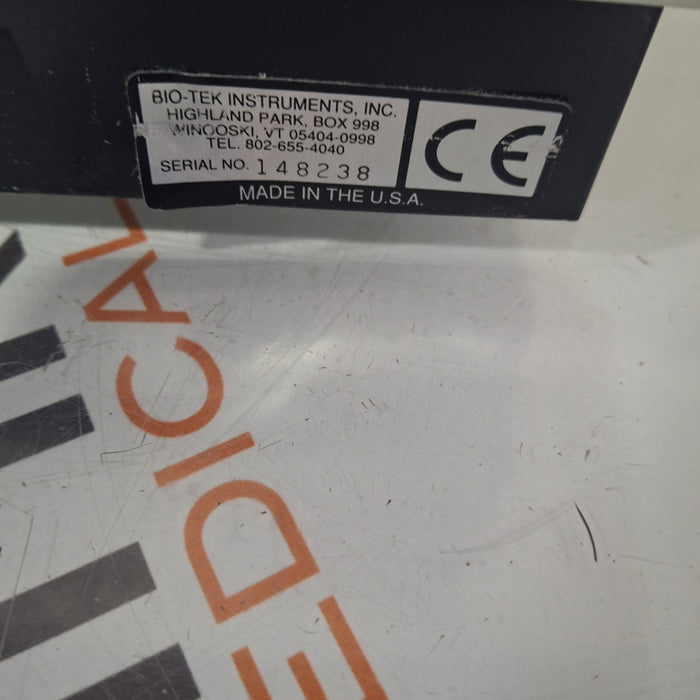 BIO-TEK INSTRUMENTS, INC.
HIGHLAND PARK, BOX 998
WINOOSKI, VT 05404-0998
TEL. 802-655-4040
SERIAL NO. 148238
CE
MADE IN THE U.S.A.
EDICAL